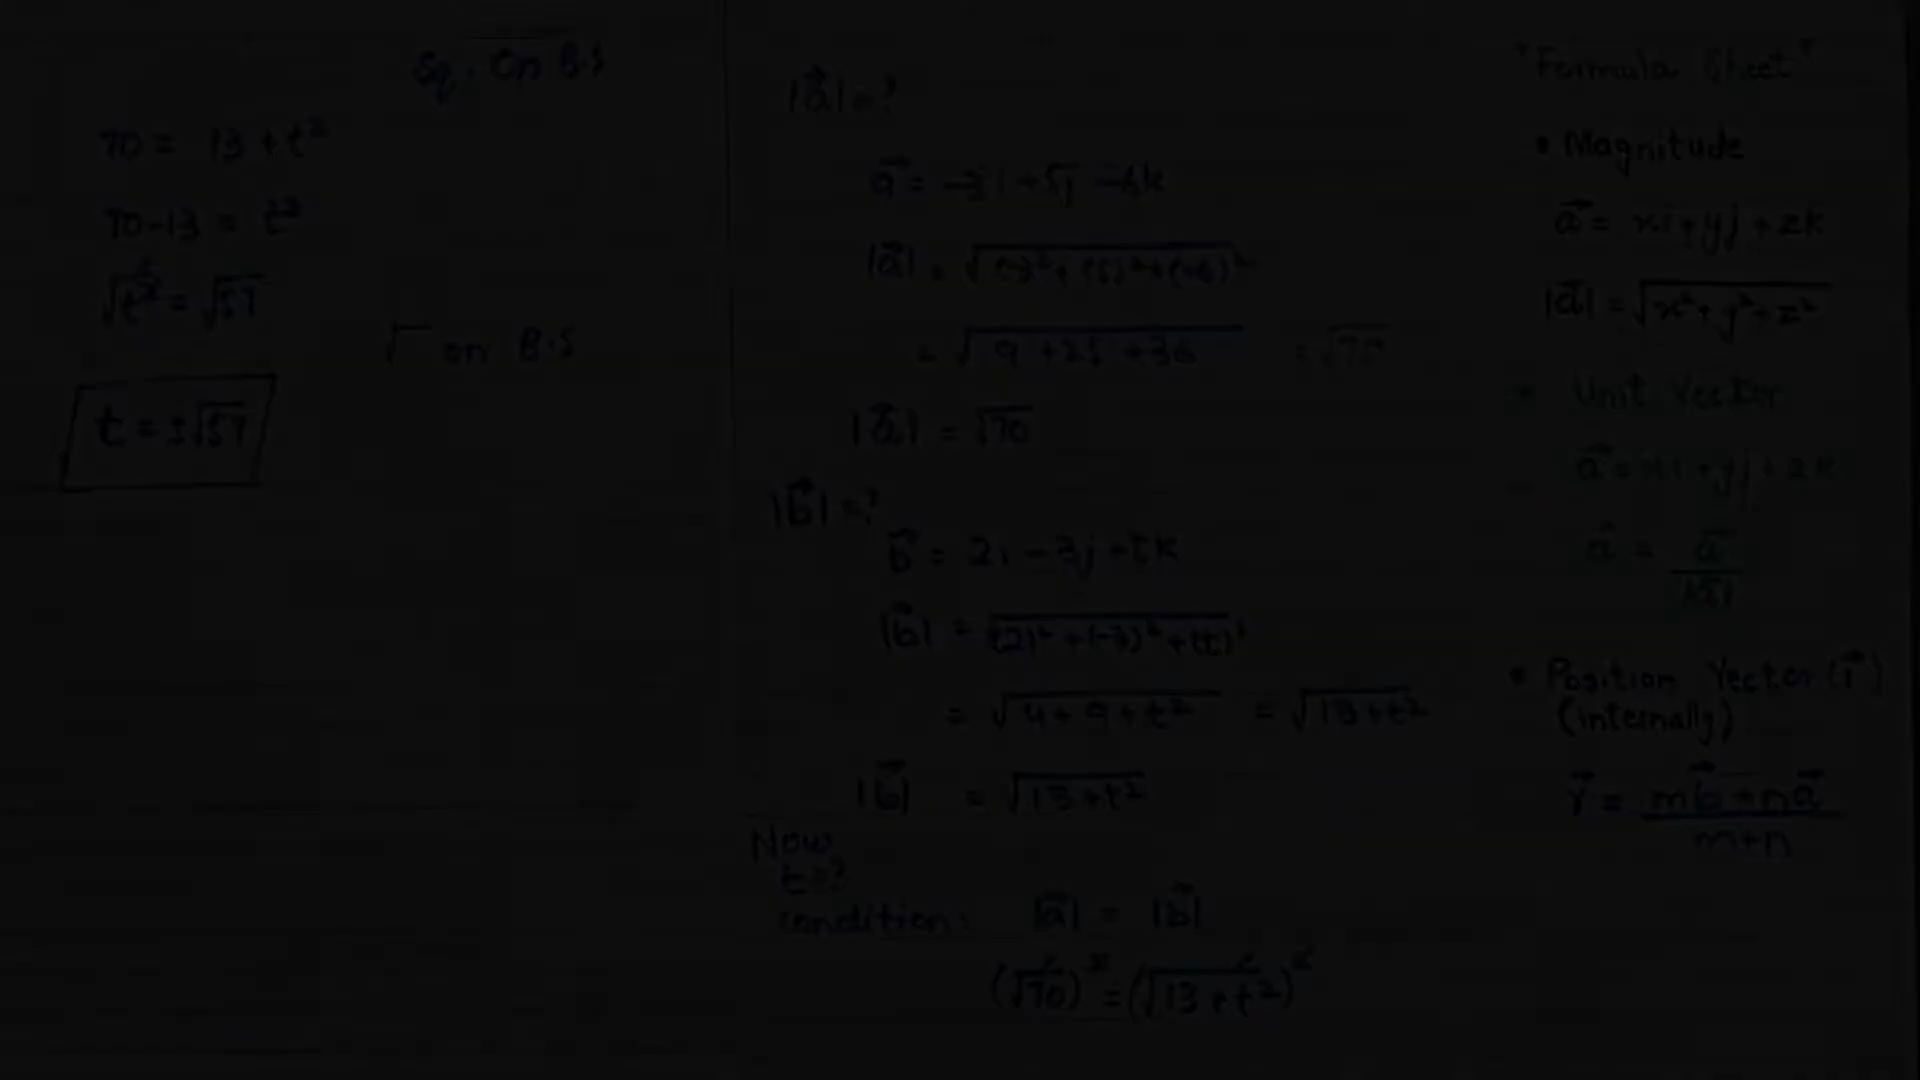 Sq. On B.S
70 = 13 + t²
70-13 = t²
√t² = √57
√ on B.S
t = ±√57
|a⃗| = ?
a⃗ = -3i + 5j - 6k
|a⃗| = √(-3)² + (5)² + (-6)²
= √9 + 25 + 36 = √70
|a⃗| = √70
|b⃗| = ?
b⃗ = 2i - 3j + tk
|b⃗| = √(2)² + (-3)² + (t)²
= √4 + 9 + t² = √13 + t²
|b⃗| = √13 + t²
Now
t = ?
condition: |a⃗| = |b⃗|
(√70)² = (√13 + t²)²
"Formula Sheet"
• Magnitude
a⃗ = xi + yj + zk
|a⃗| = √x² + y² + z²
• Unit Vector
a⃗ = xi + yj + zk
â = a⃗ / |a⃗|
• Position Vector (r⃗)
(internally)
r⃗ = mb⃗ + na⃗
m+n